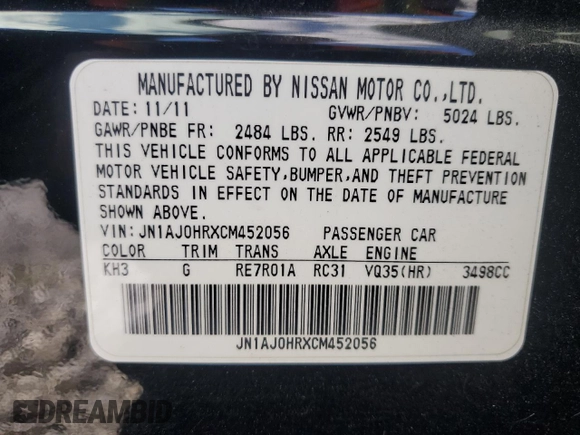 MANUFACTURED BY NISSAN MOTOR CO.,LTD.
DATE: 11/11 GVWR/PNBV: 5024 LBS.
GAWR/PNBE FR: 2484 LBS. RR: 2549 LBS.
THIS VEHICLE CONFORMS TO ALL APPLICABLE FEDERAL
MOTOR VEHICLE SAFETY,BUMPER,AND THEFT PREVENTION
STANDARDS IN EFFECT ON THE DATE OF MANUFACTURE
SHOWN ABOVE.
VIN: JN1AJ0HRXCM452056 PASSENGER CAR
COLOR TRIM TRANS AXLE ENGINE
KH3 G RE7R01A RC31 VQ35(HR) 3498CC
JN1AJ0HRXCM452056
DREAMBID